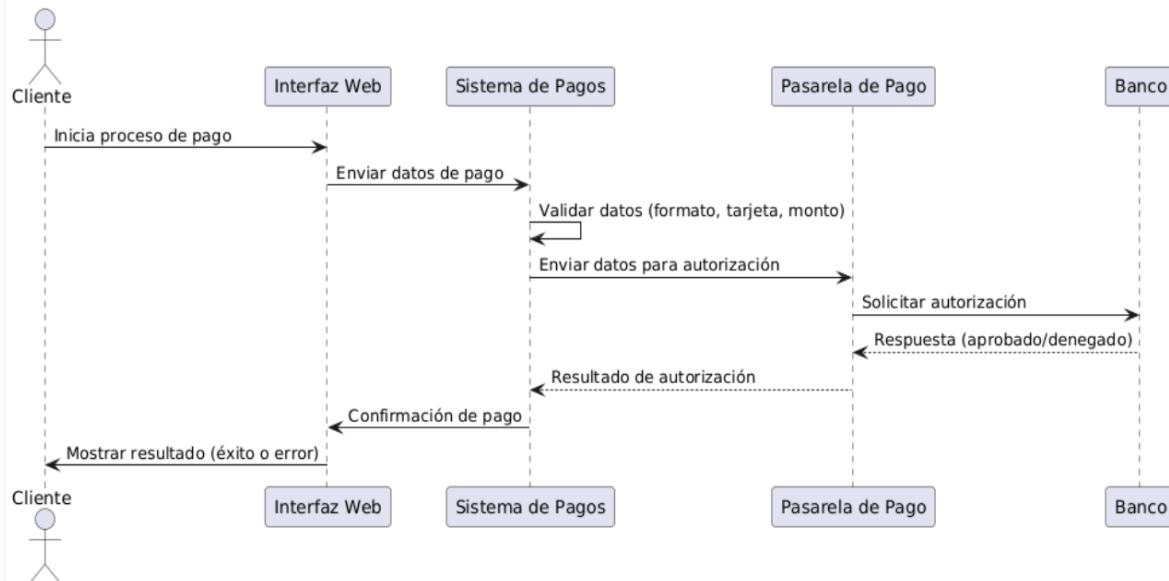 Cliente
Interfaz Web
Sistema de Pagos
Pasarela de Pago
Banco
Inicia proceso de pago
Enviar datos de pago
Validar datos (formato, tarjeta, monto)
Enviar datos para autorización
Solicitar autorización
Respuesta (aprobado/denegado)
Resultado de autorización
Confirmación de pago
Mostrar resultado (éxito o error)
Cliente
Interfaz Web
Sistema de Pagos
Pasarela de Pago
Banco